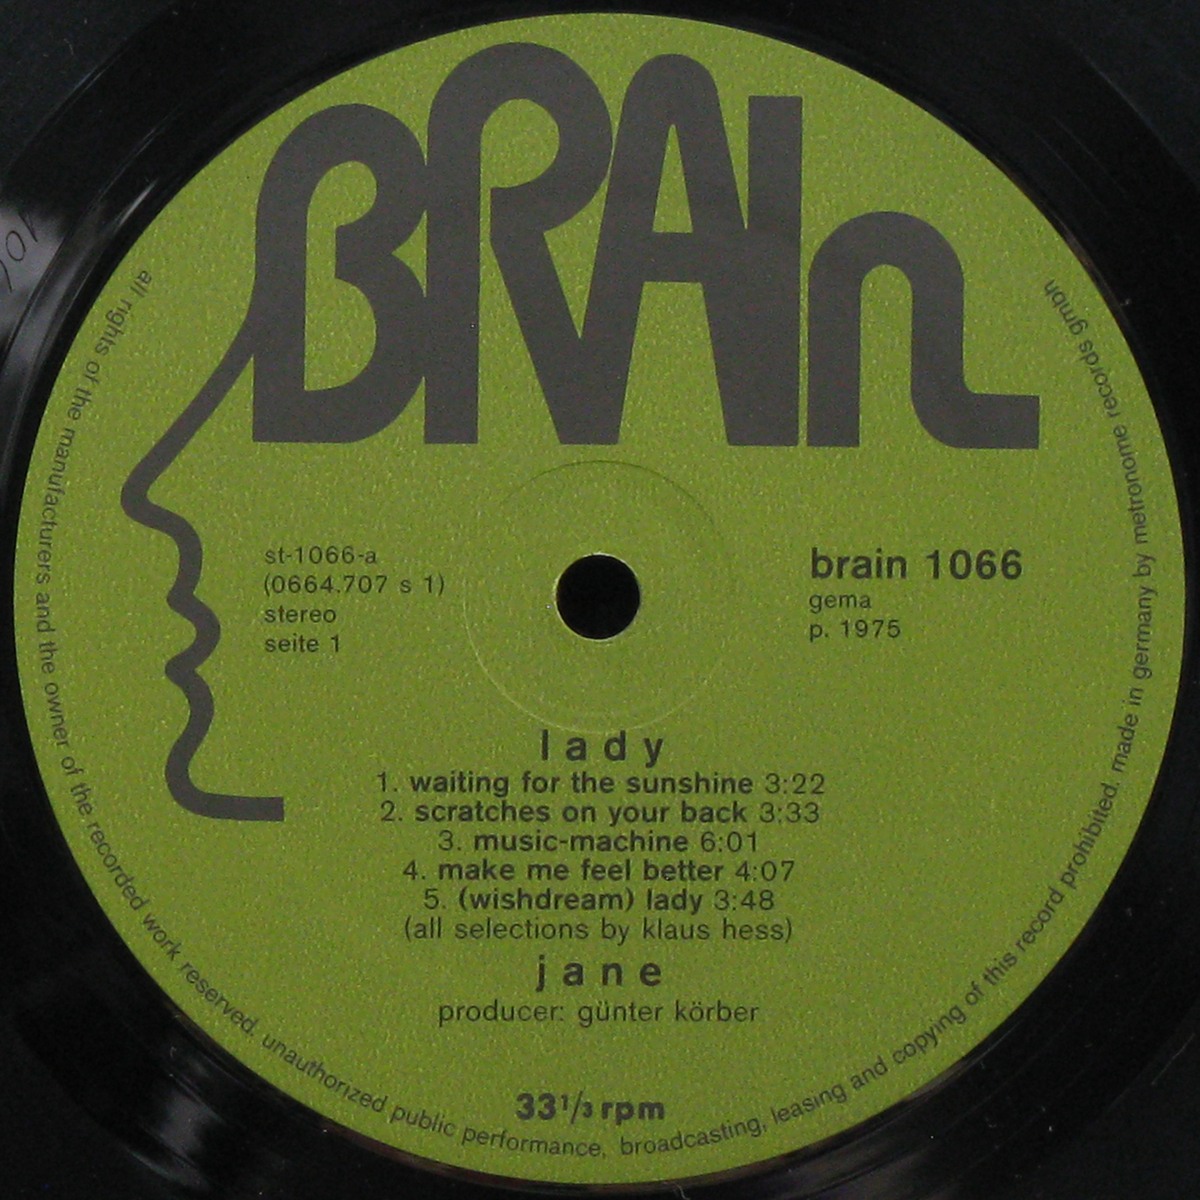 BRAIn
st-1066-a
(0664.707 s 1)
stereo
seite 1
brain 1066
gema
p. 1975
lady
1. waiting for the sunshine 3:22
2. scratches on your back 3:33
3. music-machine 6:01
4. make me feel better 4:07
5. (wishdream) lady 3:48
(all selections by klaus hess)
jane
producer: günter körber
33 1/3 rpm
all rights of the manufacturers and the owner of the recorded work reserved. unauthorized public performance, broadcasting, leasing and copying of this record prohibited. made in germany by metronome records gmbh